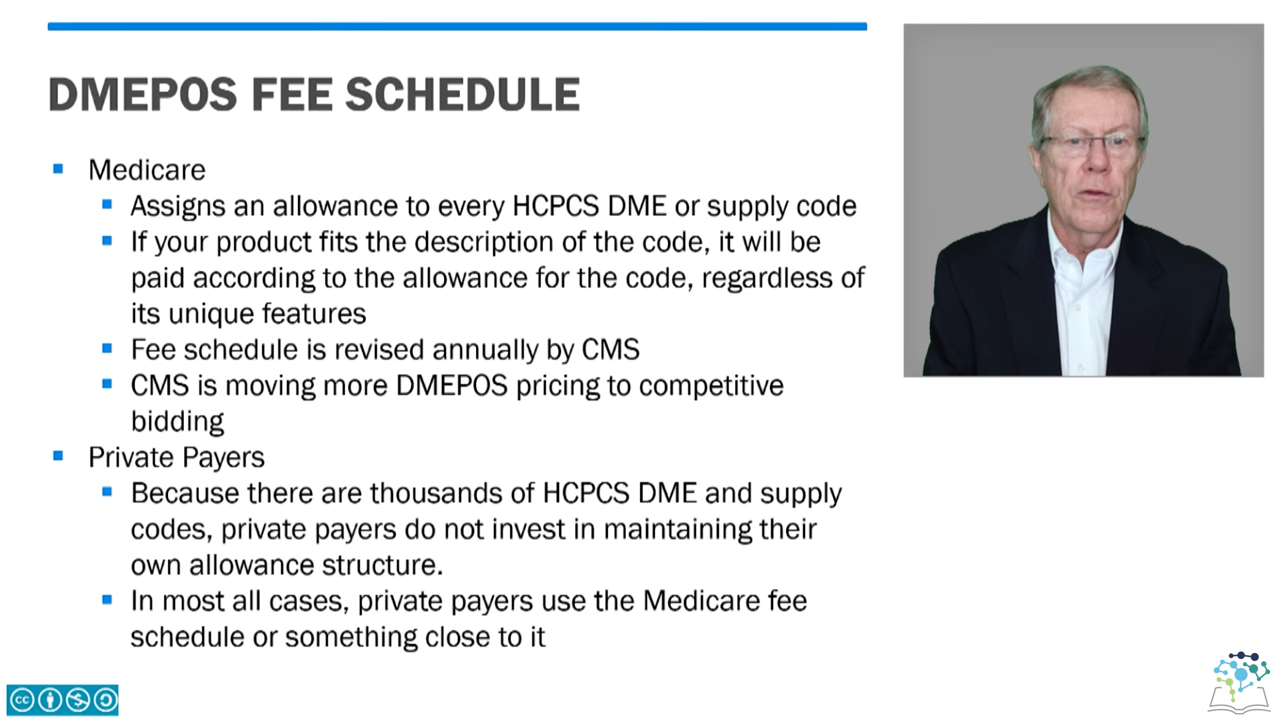 DMEPOS FEE SCHEDULE
Medicare
Assigns an allowance to every HCPCS DME or supply code
If your product fits the description of the code, it will be
paid according to the allowance for the code, regardless of
its unique features
Fee schedule is revised annually by CMS
CMS is moving more DMEPOS pricing to competitive
bidding
Private Payers
Because there are thousands of HCPCS DME and supply
codes, private payers do not invest in maintaining their
own allowance structure.
In most all cases, private payers use the Medicare fee
schedule or something close to it
cc